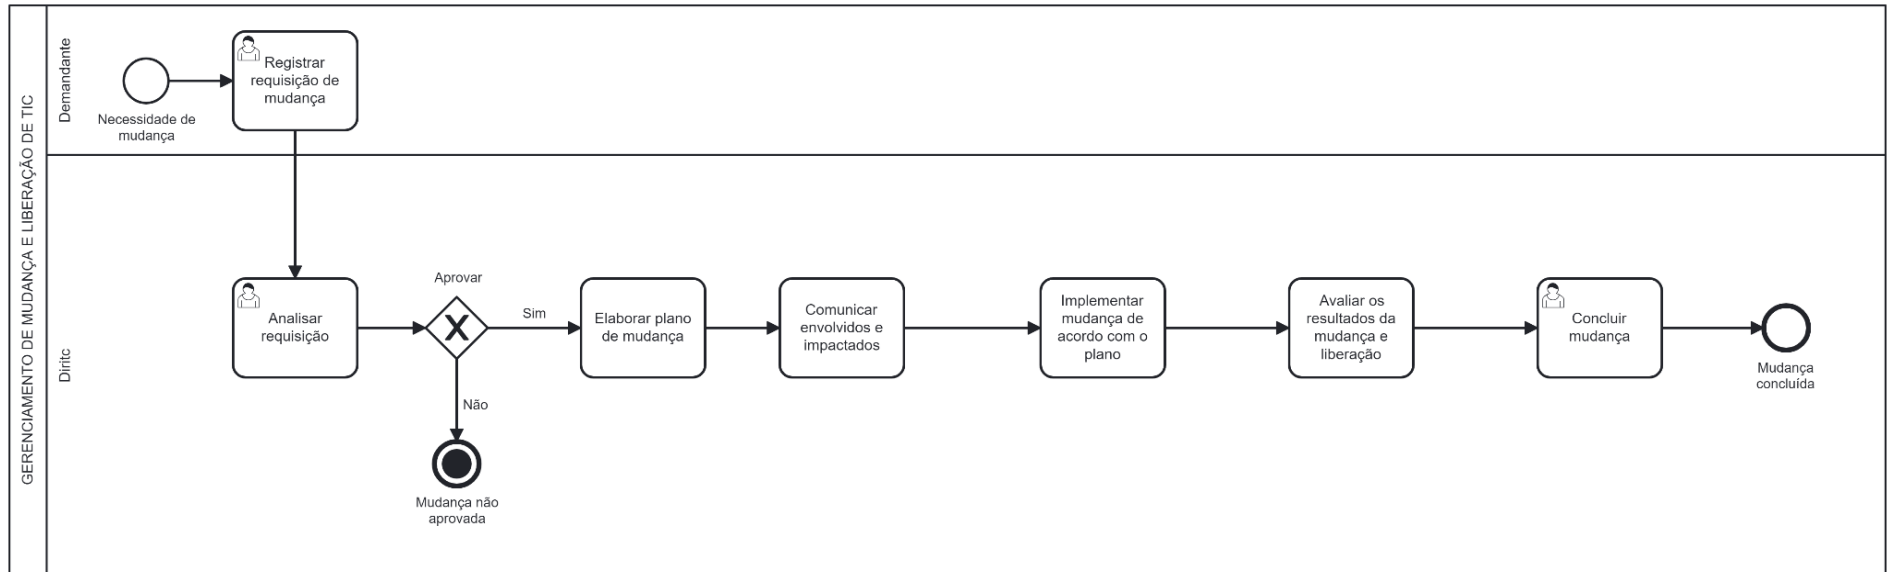 GERENCIAMENTO DE MUDANÇA E LIBERAÇÃO DE TIC
Demandante
Necessidade de
mudança
Registrar
requisição de
mudança
Diritc
Analisar
requisição
Aprovar
Sim
Não
Mudança não
aprovada
Elaborar plano
de mudança
Comunicar
envolvidos e
impactados
Implementar
mudança de
acordo com o
plano
Avaliar os
resultados da
mudança e
liberação
Concluir
mudança
Mudança
concluída